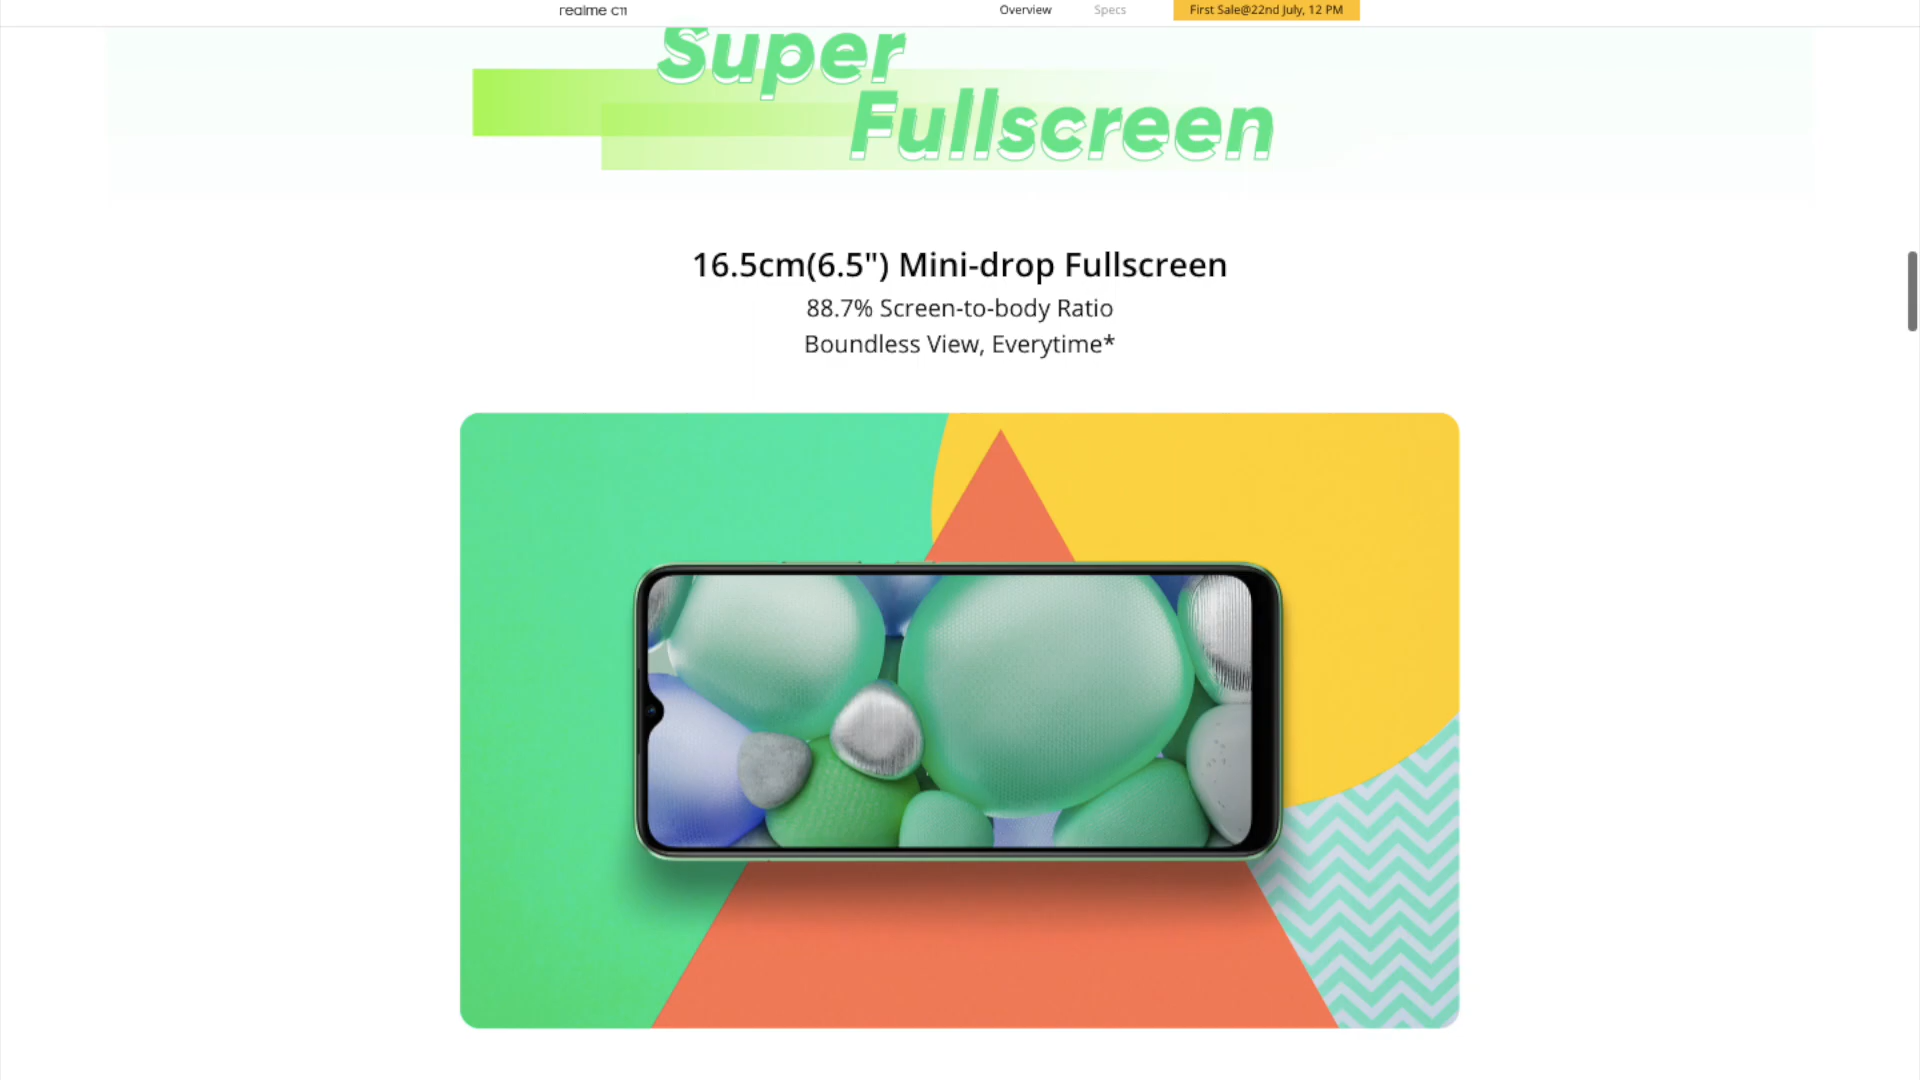 realme C11
Overview
Specs
First Sale@22nd July, 12 PM
Super
Fullscreen
16.5cm(6.5") Mini-drop Fullscreen
88.7% Screen-to-body Ratio
Boundless View, Everytime*